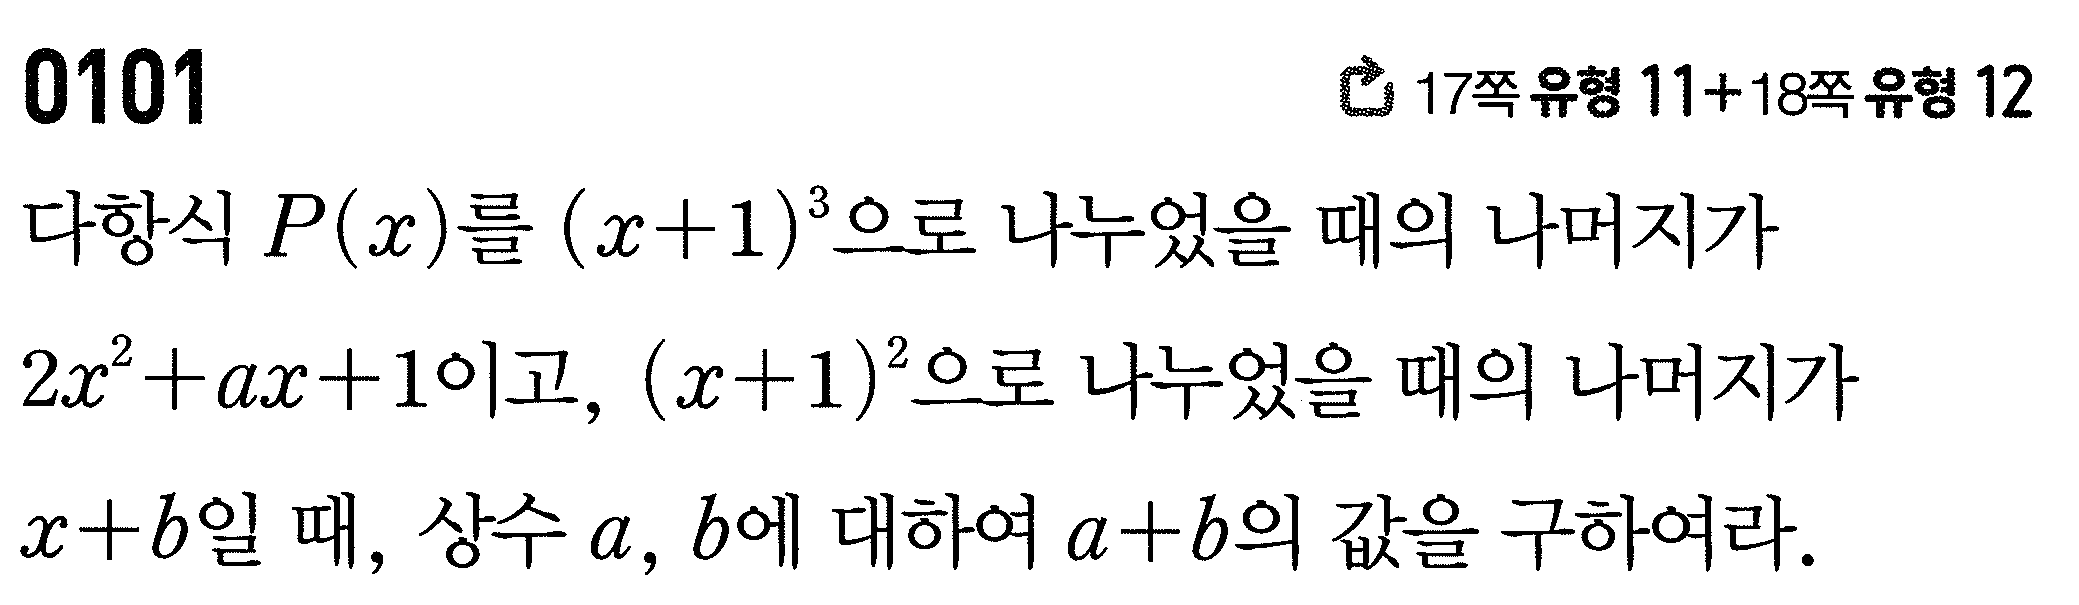 0101
17쪽 유형 11+18쪽 유형 12
다항식 P(x)를 (x+1)³으로 나누었을 때의 나머지가
2x²+ax+1이고, (x+1)²으로 나누었을 때의 나머지가
x+b일 때, 상수 a, b에 대하여 a+b의 값을 구하여라.